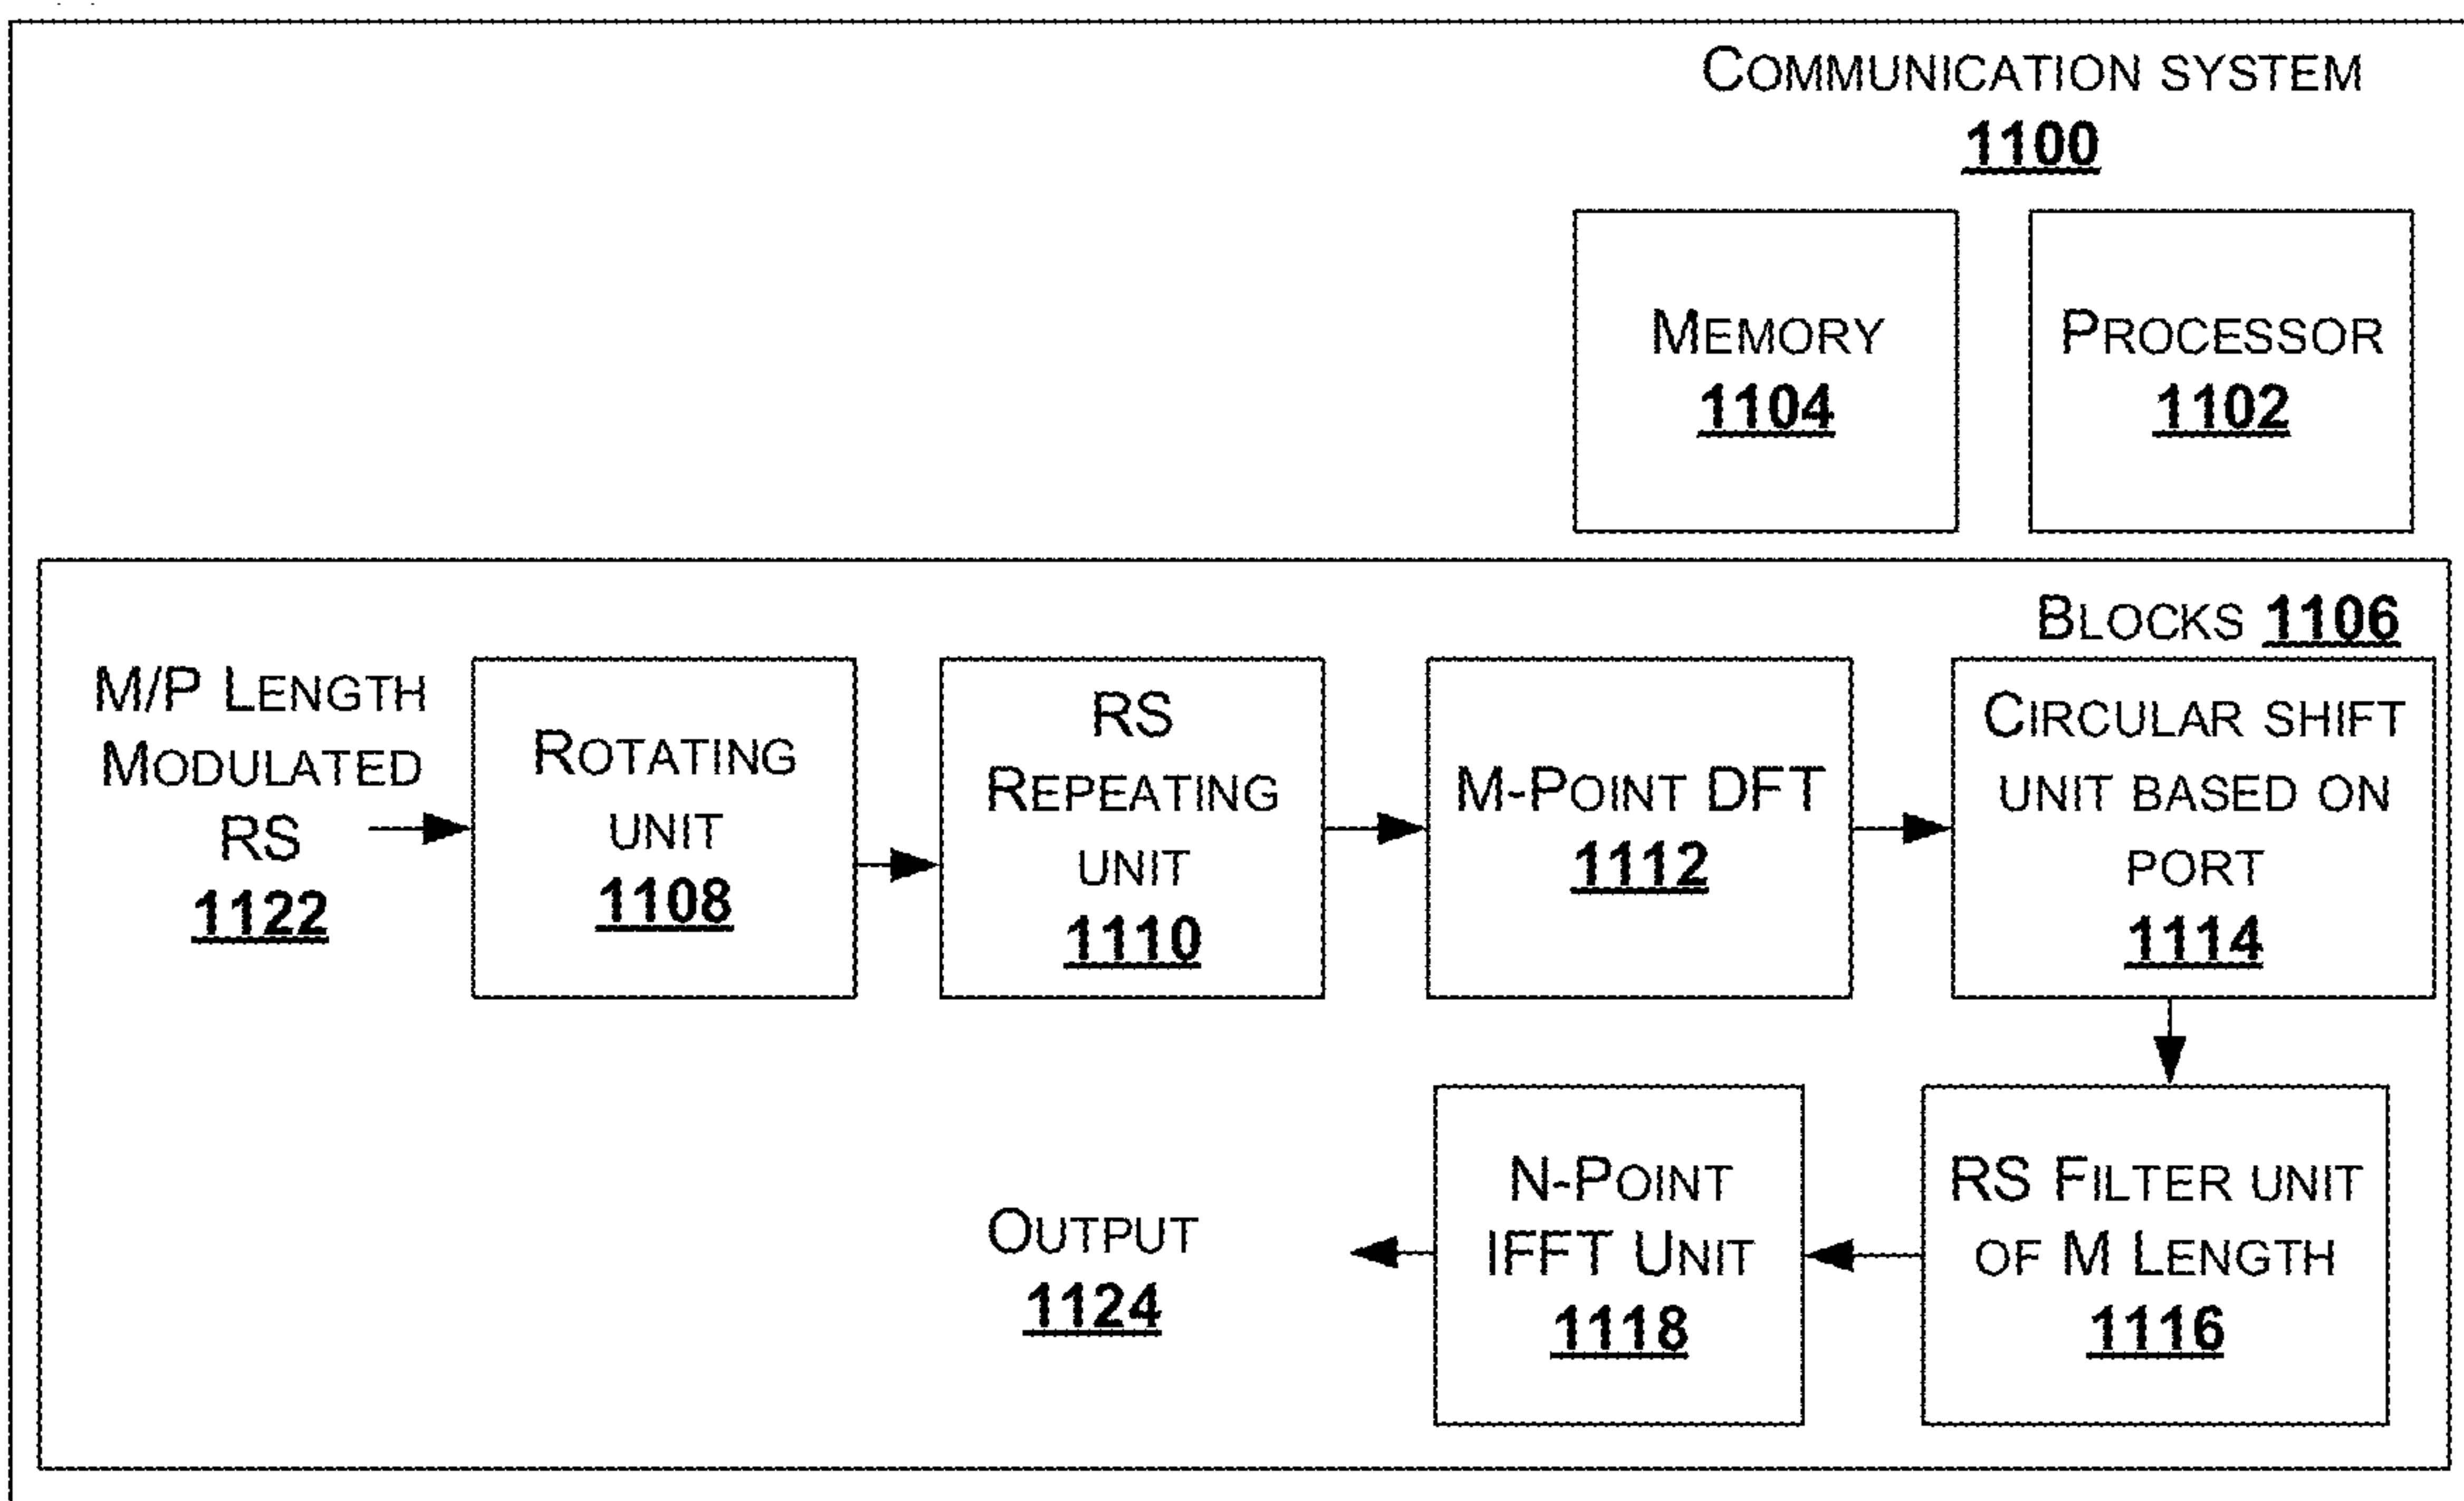 COMMUNICATION SYSTEM
1100
MEMORY
1104
PROCESSOR
1102
BLOCKS 1106
M/P LENGTH
MODULATED
RS
1122
ROTATING
UNIT
1108
RS
REPEATING
UNIT
1110
M-POINT DFT
1112
CIRCULAR SHIFT
UNIT BASED ON
PORT
1114
OUTPUT
1124
N-POINT
IFFT UNIT
1118
RS FILTER UNIT
OF M LENGTH
1116